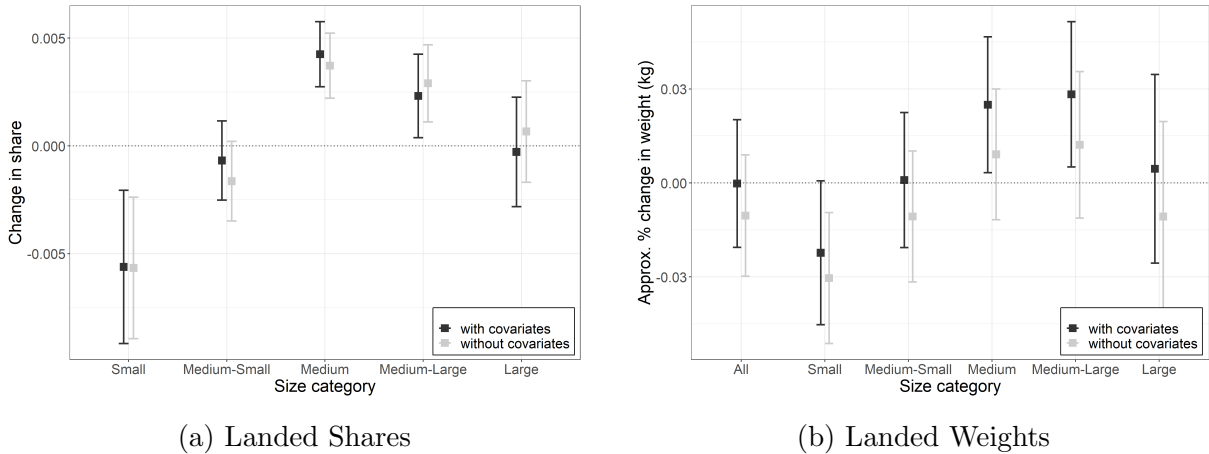 0.005
0.000
-0.005
Change in share
Small Medium-Small Medium Medium-Large Large
Size category
with covariates
without covariates
(a) Landed Shares
0.03
0.00
-0.03
Approx. % change in weight (kg)
All Small Medium-Small Medium Medium-Large Large
Size category
with covariates
without covariates
(b) Landed Weights